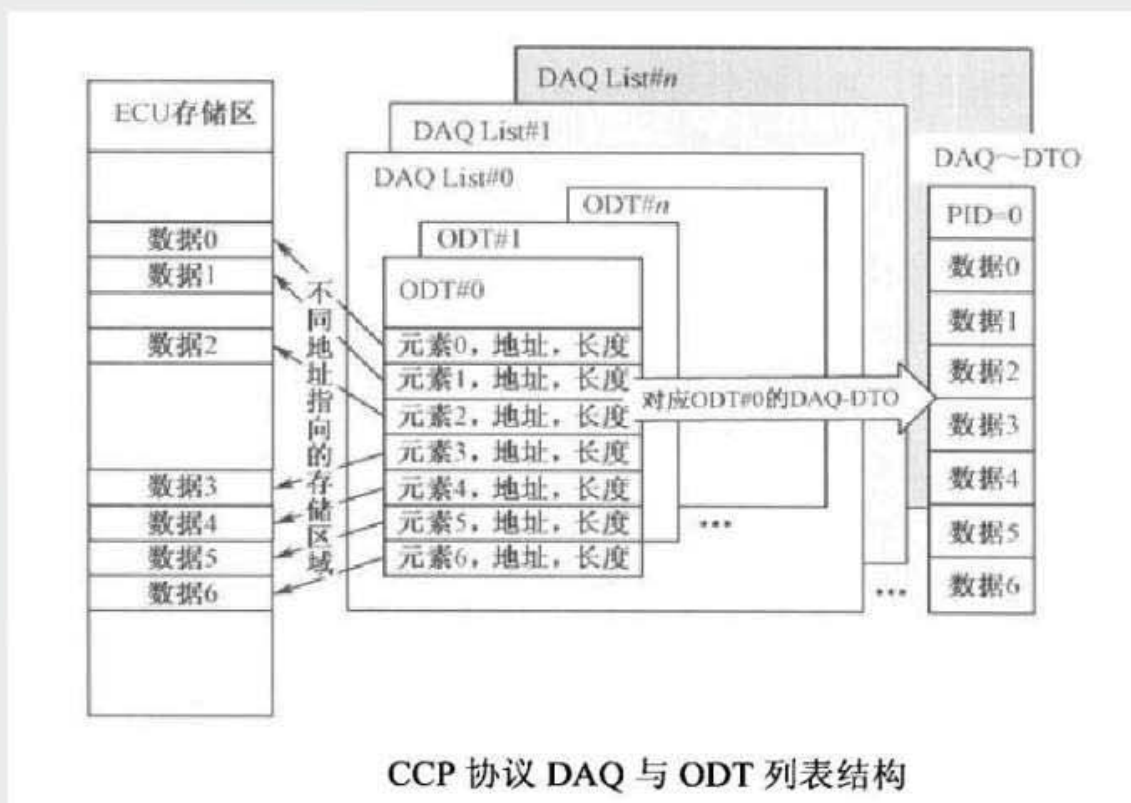 ECU存储区
数据0
数据1
数据2
数据3
数据4
数据5
数据6
不同地址指向的存储区域
DAQ List#n
DAQ List#1
DAQ List#0
ODT#n
ODT#1
ODT#0
元素0，地址，长度
元素1，地址，长度
元素2，地址，长度
元素3，地址，长度
元素4，地址，长度
元素5，地址，长度
元素6，地址，长度
对应ODT#0的DAQ-DTO
...
...
DAQ～DTO
PID=0
数据0
数据1
数据2
数据3
数据4
数据5
数据6
CCP 协议 DAQ 与 ODT 列表结构